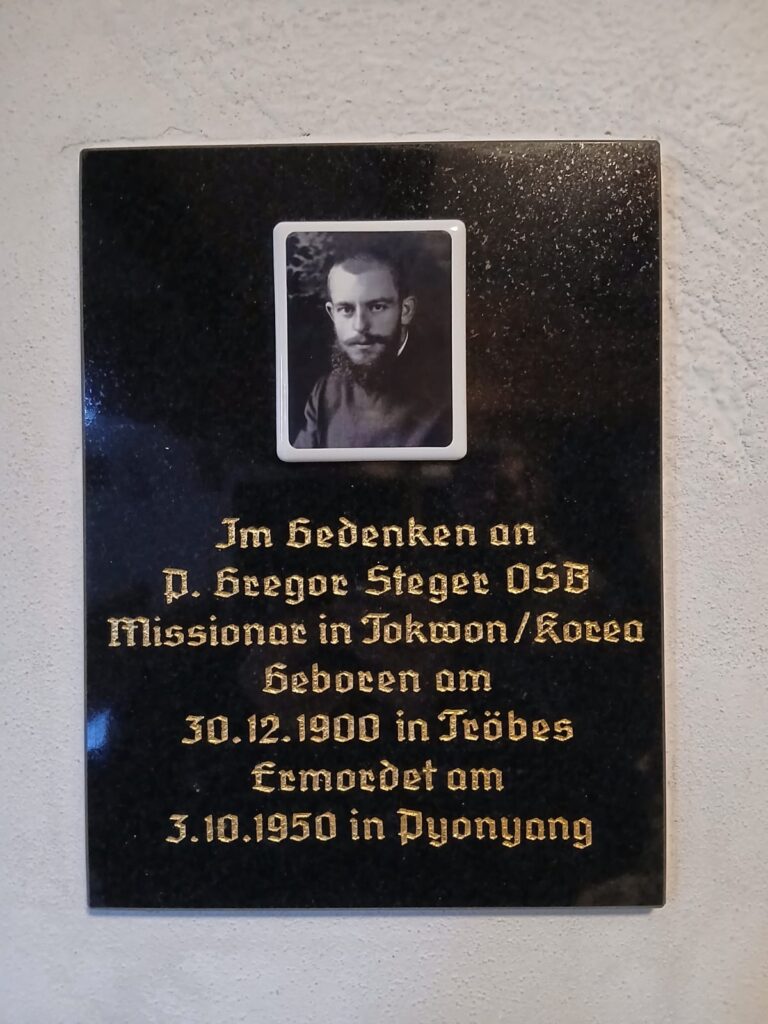 Im Gedenken an
P. Gregor Steger OSB
Missionar in Tokwon/Korea
Geboren am
30.12.1900 in Tröbes
Ermordet am
3.10.1950 in Pyonyang